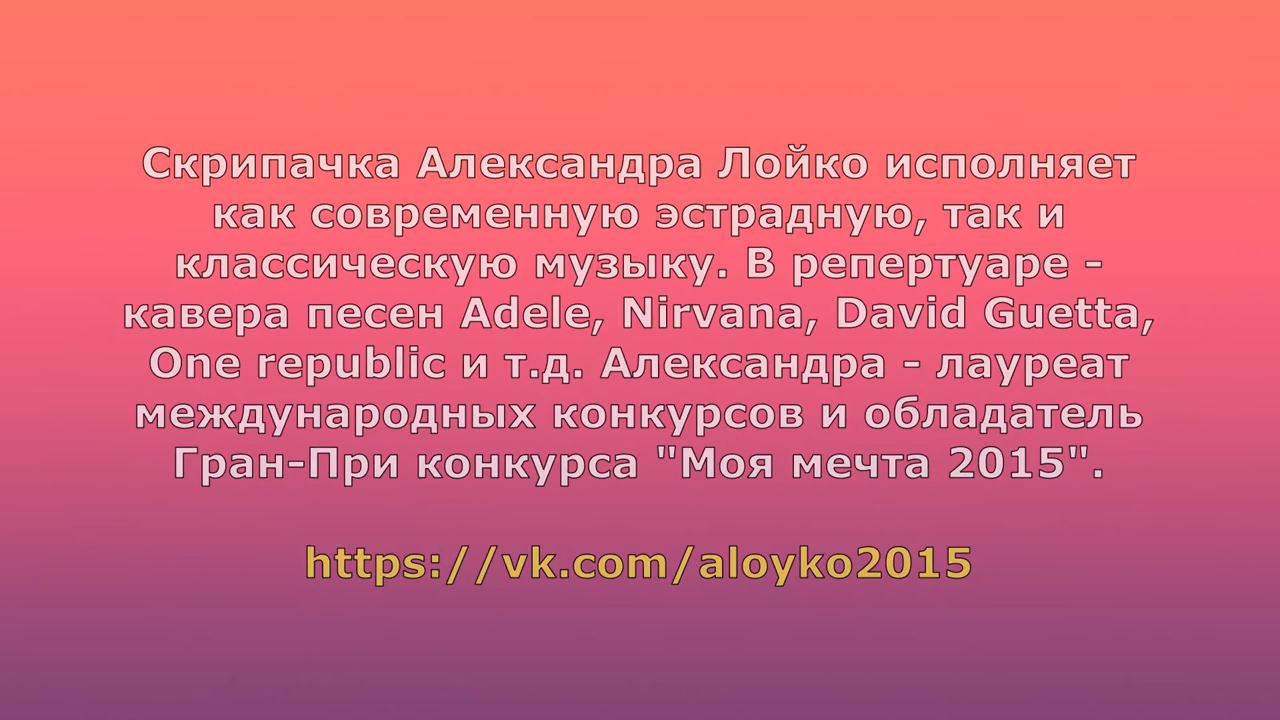 Скрипачка Александра Лойко исполняет
как современную эстрадную, так и
классическую музыку. В репертуаре -
кавера песен Adele, Nirvana, David Guetta,
One republic и т.д. Александра - лауреат
международных конкурсов и обладатель
Гран-При конкурса "Моя мечта 2015".
https://vk.com/aloyko2015